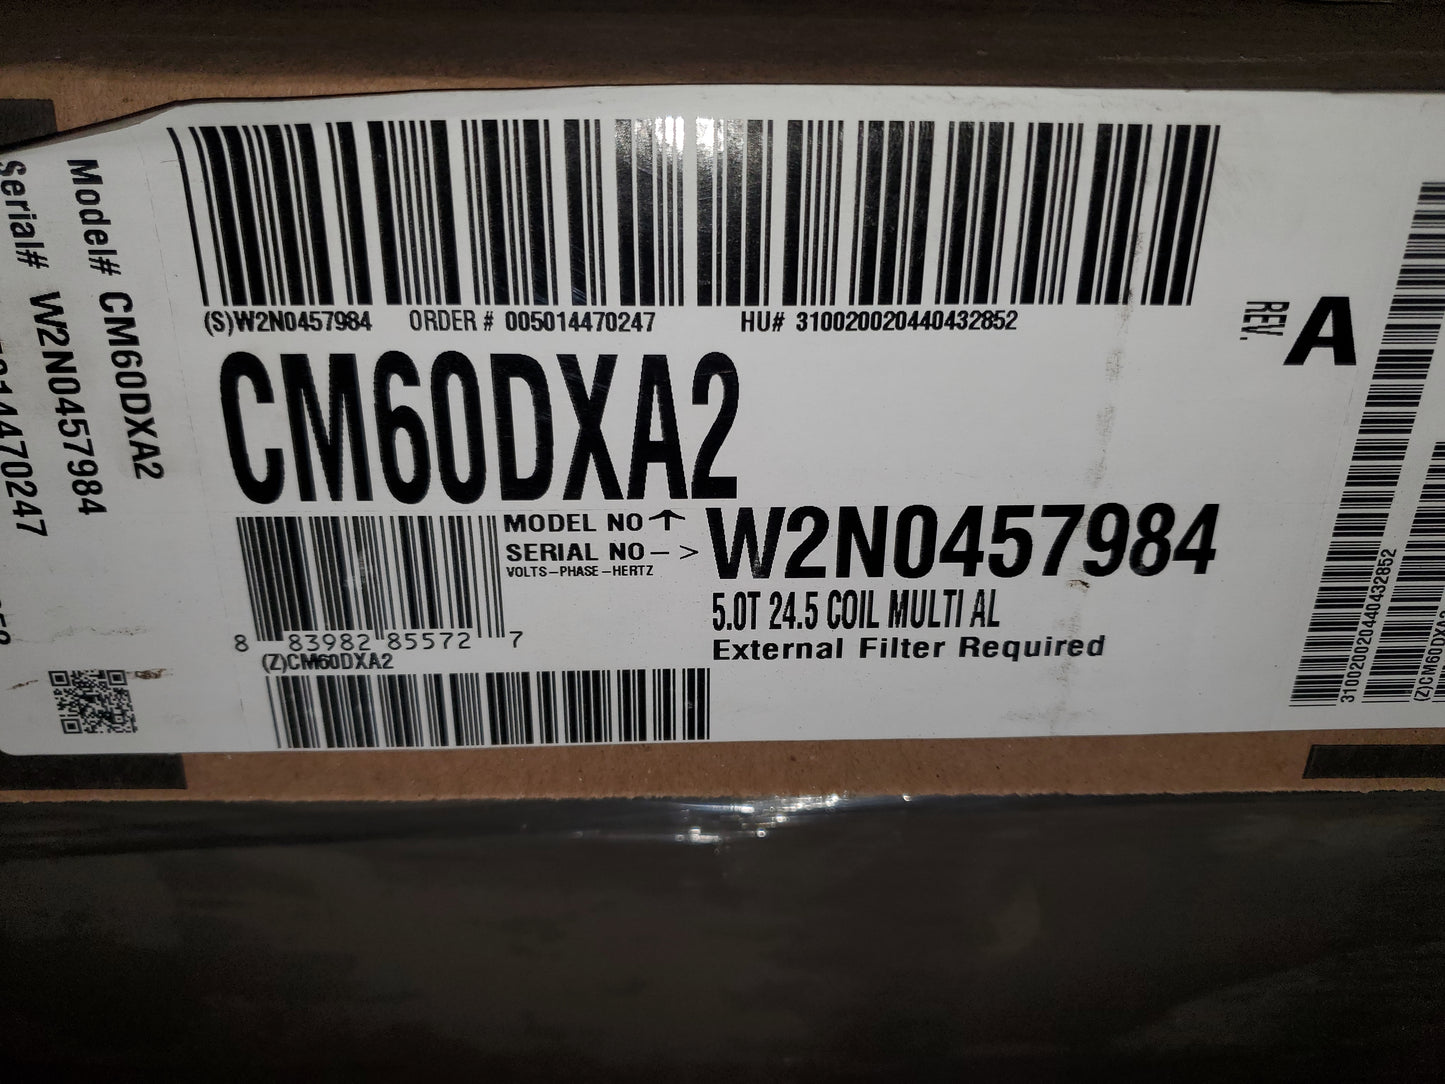 Model# CM60DXA2
Serial# W2N0457984
(S)W2N0457984 ORDER # 005014470247 HU# 310020020440432852
CM60DXA2
MODEL NO ↑
SERIAL NO -> W2N0457984
VOLTS-PHASE-HERTZ
5.0T 24.5 COIL MULTI AL
External Filter Required
8 83982 85572 7
(Z)CM60DXA2
REV. A
310020020440432852